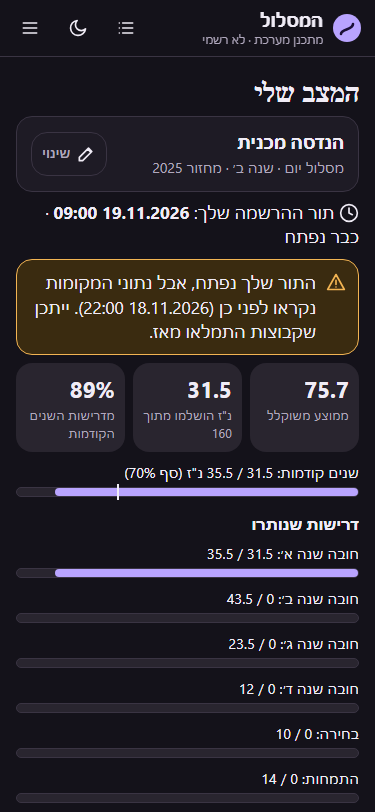 המסלול
מתכנן מערכת · לא רשמי
המצב שלי
הנדסה מכנית
מסלול יום · שנה ב׳ · מחזור 2025
שינוי
תור ההרשמה שלך: 19.11.2026 09:00 ·
כבר נפתח
התור שלך נפתח, אבל נתוני המקומות
נקראו לפני כן (18.11.2026 22:00). ייתכן
שקבוצות התמלאו מאז.
75.7
ממוצע משוקלל
31.5
נ"ז הושלמו מתוך
160
89%
מדרישות השנים
הקודמות
שנים קודמות: 31.5 / 35.5 נ"ז (סף 70%)
דרישות שנותרו
חובה שנה א׳: 31.5 / 35.5
חובה שנה ב׳: 0 / 43.5
חובה שנה ג׳: 0 / 23.5
חובה שנה ד׳: 0 / 12
בחירה: 0 / 10
התמחות: 0 / 14